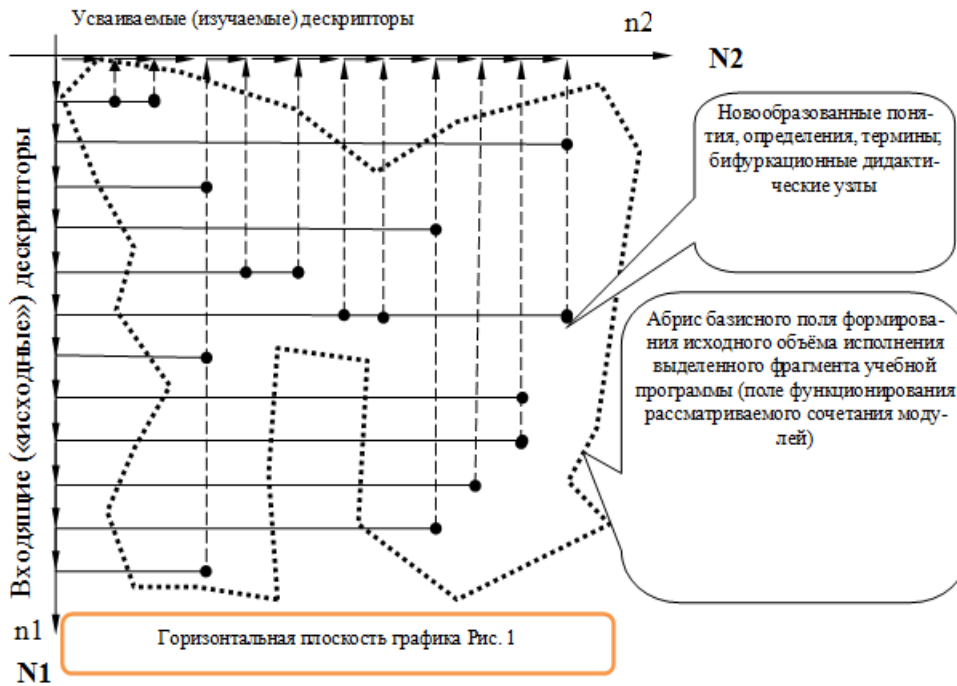 Усваиваемые (изучаемые) дескрипторы
n2
N2
Новообразованные поня-
тия, определения, термины;
бифуркационные дидакти-
ческие узлы
Абрис базисного поля формирова-
ния исходного объёма исполнения
выделенного фрагмента учебной
программы (поле функционирования
рассматриваемого сочетания моду-
лей)
Входящие («исходные») дескрипторы
n1
N1
Горизонтальная плоскость графика Рис. 1